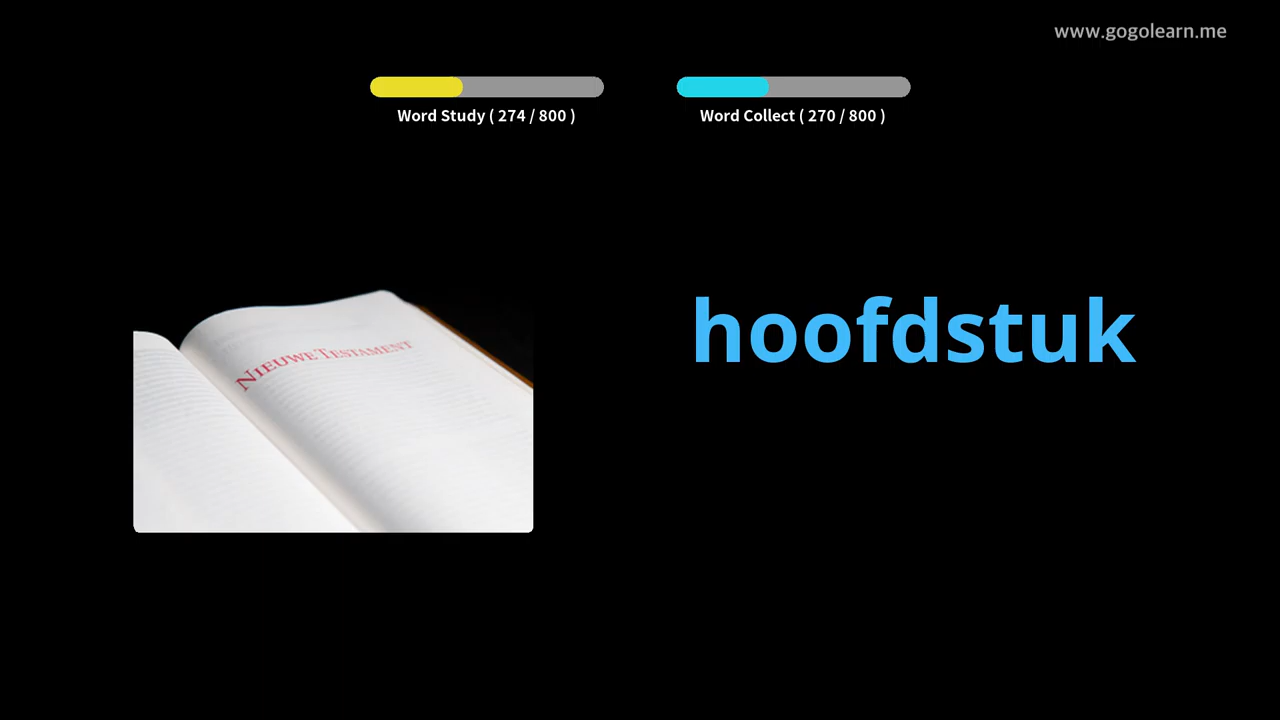 www.gogolearn.me
Word Study ( 274 / 800 )
Word Collect ( 270 / 800 )
hoofdstuk
NIEUWE TESTAMENT